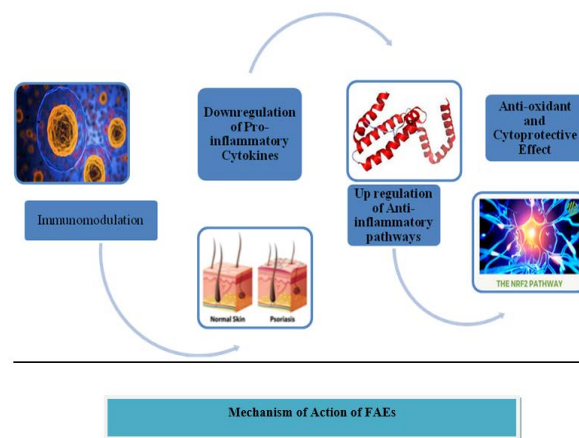 Immunomodulation
Downregulation
of Pro-
inflammatory
Cytokines
Normal Skin
Psoriasis
Up regulation
of Anti-
inflammatory
pathways
Anti-oxidant
and
Cytoprotective
Effect
THE NRF2 PATHWAY
Mechanism of Action of FAEs